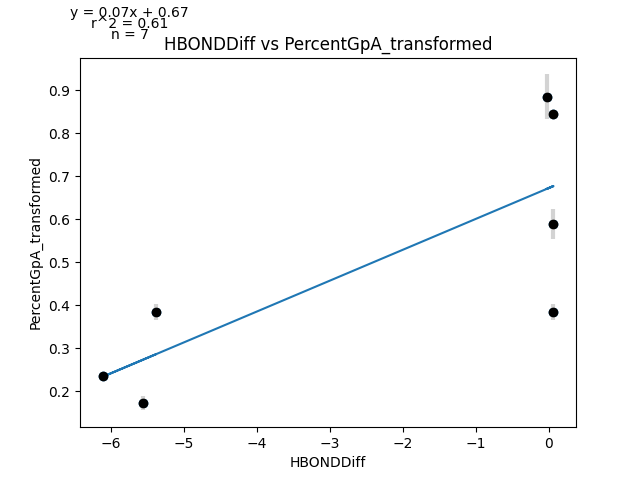 y = 0.07x + 0.67
r^2 = 0.61
n = 7
HBONDDiff vs PercentGpA_transformed
PercentGpA_transformed
0.9
0.8
0.7
0.6
0.5
0.4
0.3
0.2
−6 −5 −4 −3 −2 −1 0
HBONDDiff